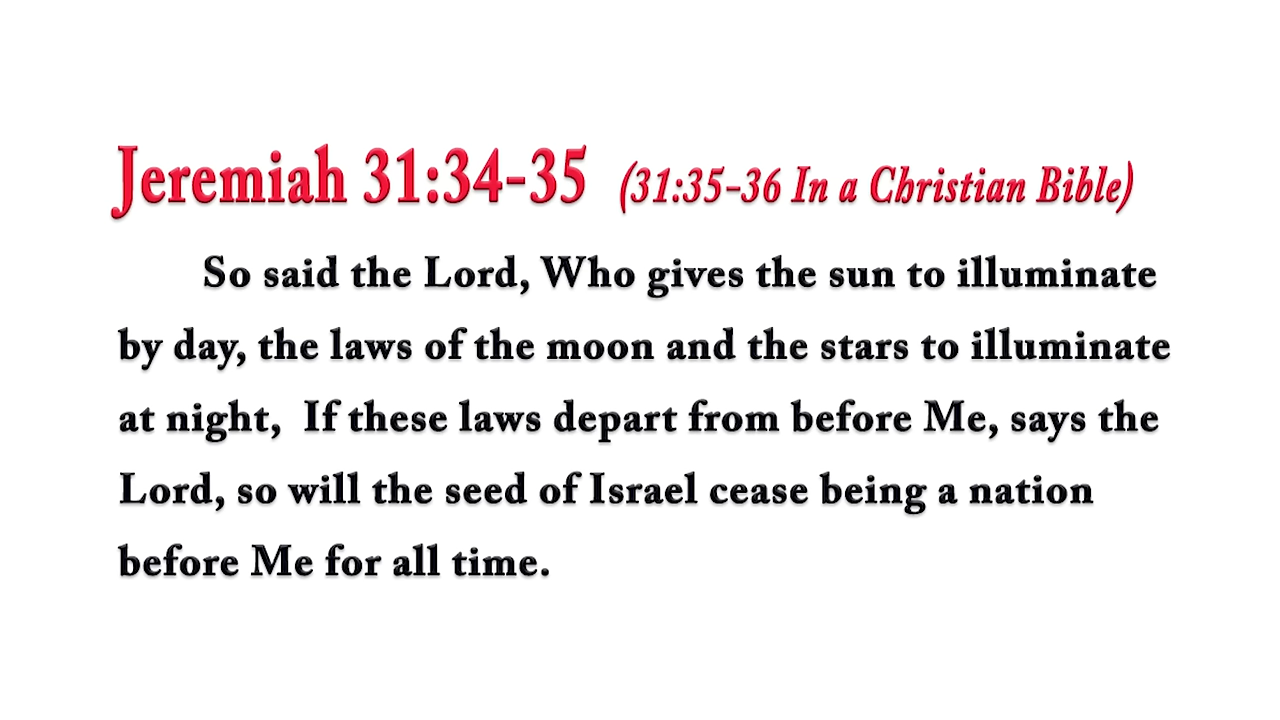 Jeremiah 31:34-35 (31:35-36 In a Christian Bible)
So said the Lord, Who gives the sun to illuminate
by day, the laws of the moon and the stars to illuminate
at night,  If these laws depart from before Me, says the
Lord, so will the seed of Israel cease being a nation
before Me for all time.